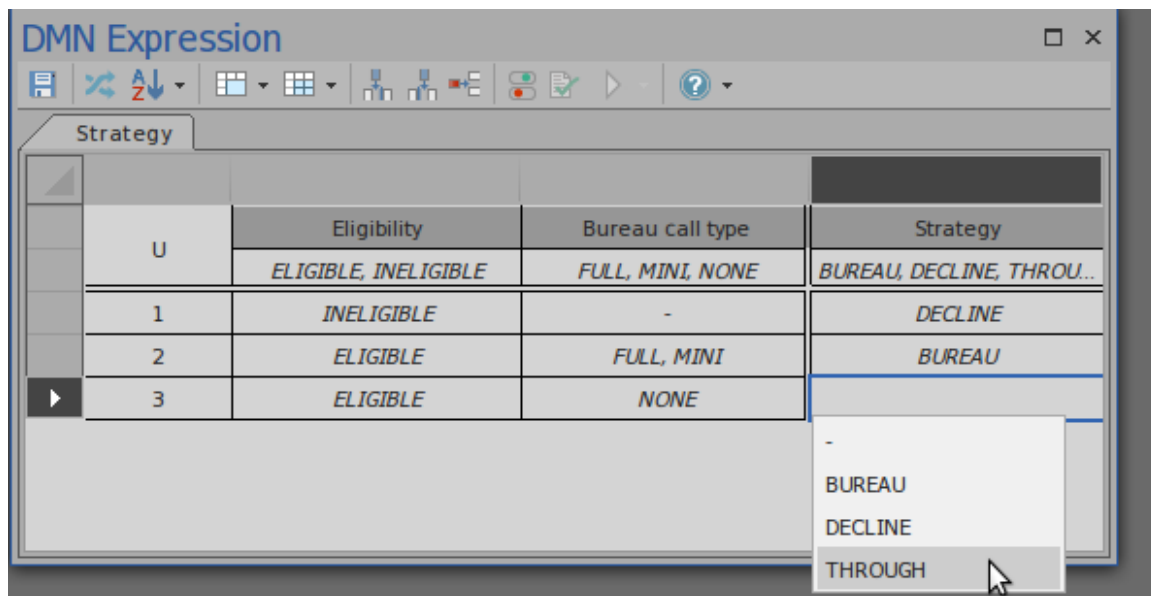 DMN Expression
Strategy
U Eligibility Bureau call type Strategy
ELIGIBLE, INELIGIBLE FULL, MINI, NONE BUREAU, DECLINE, THROU...
1 INELIGIBLE - DECLINE
2 ELIGIBLE FULL, MINI BUREAU
3 ELIGIBLE NONE
-
BUREAU
DECLINE
THROUGH